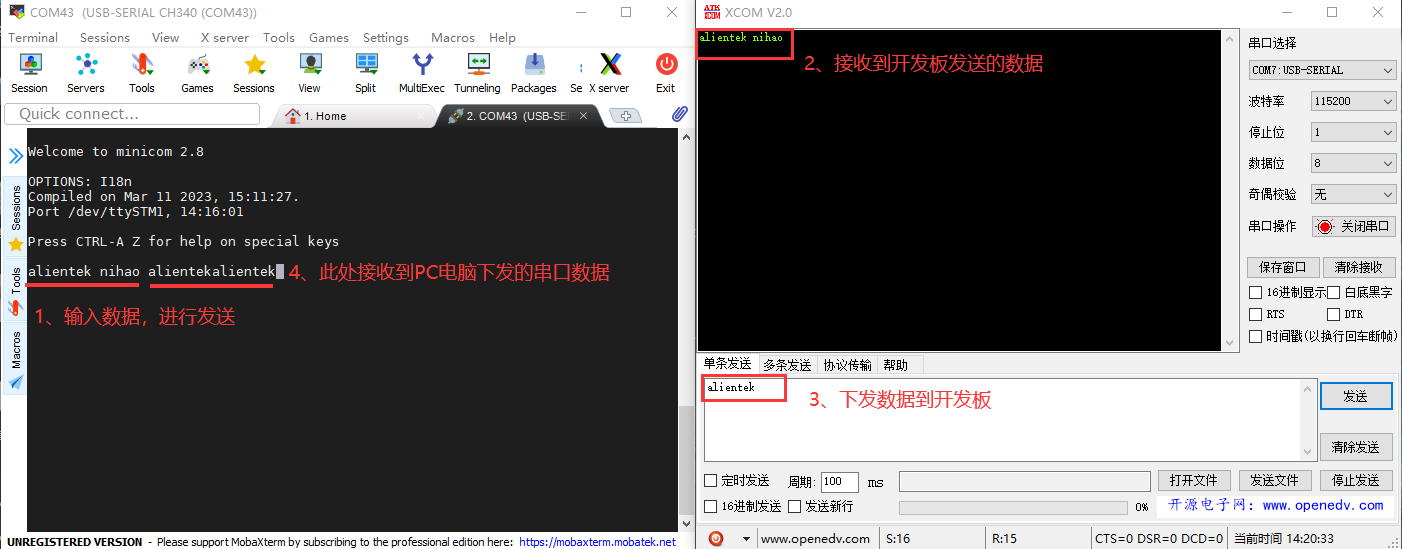 COM43 (USB-SERIAL CH340 (COM43))
Terminal Sessions View X server Tools Games Settings Macros Help
Session Servers Tools Games Sessions View Split MultiExec Tunneling Packages Se X server Exit
Quick connect...
1. Home
2. COM43 (USB-SE
Sessions
Tools
Macros
Welcome to minicom 2.8
OPTIONS: I18n
Compiled on Mar 11 2023, 15:11:27.
Port /dev/ttySTM1, 14:16:01
Press CTRL-A Z for help on special keys
alientek nihao alientekalientek
4、此处接收到PC电脑下发的串口数据
1、输入数据，进行发送
UNREGISTERED VERSION - Please support MobaXterm by subscribing to the professional edition here: https://mobaxterm.mobatek.net
ATK XCOM
XCOM V2.0
alientek nihao
2、接收到开发板发送的数据
串口选择
COM7:USB-SERIAL
波特率 115200
停止位 1
数据位 8
奇偶校验 无
串口操作 关闭串口
保存窗口 清除接收
16进制显示 白底黑字
RTS DTR
时间戳(以换行回车断帧)
单条发送 多条发送 协议传输 帮助
alientek
3、下发数据到开发板
发送
清除发送
定时发送 周期: 100 ms 打开文件 发送文件 停止发送
16进制发送 发送新行 0% 开源电子网：www.openedv.com
www.openedv.com S:16 R:15 CTS=0 DSR=0 DCD=0 当前时间 14:20:33